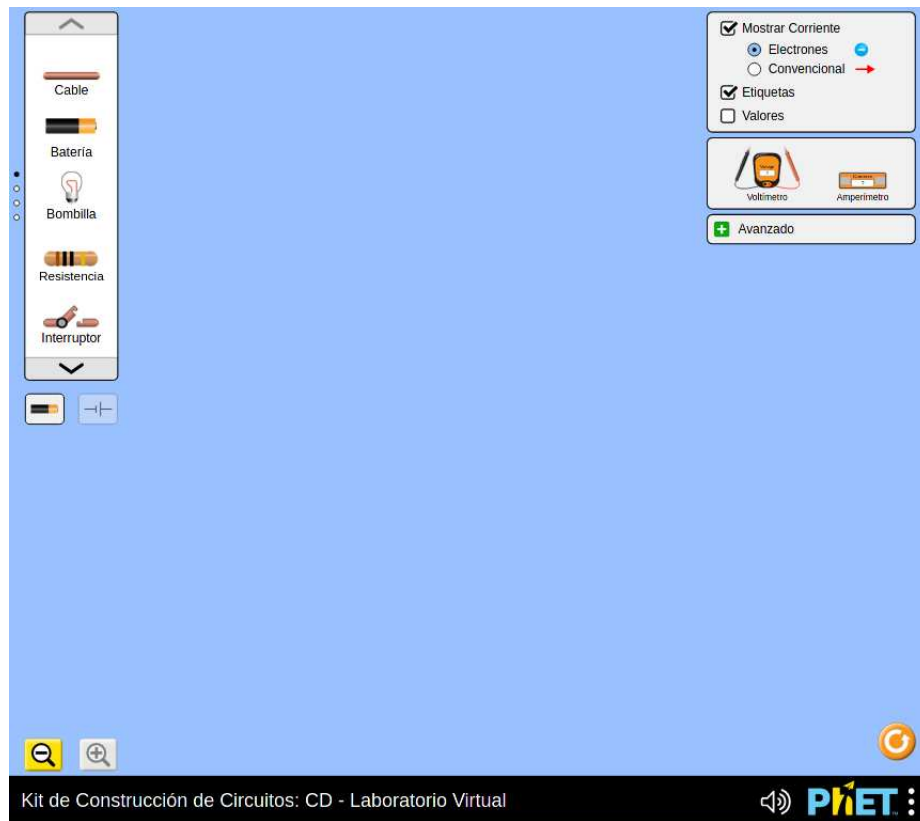 Cable
Batería
Bombilla
Resistencia
Interruptor
Mostrar Corriente
Electrones
Convencional
Etiquetas
Valores
Voltímetro
Amperímetro
Avanzado
Kit de Construcción de Circuitos: CD - Laboratorio Virtual
PhET